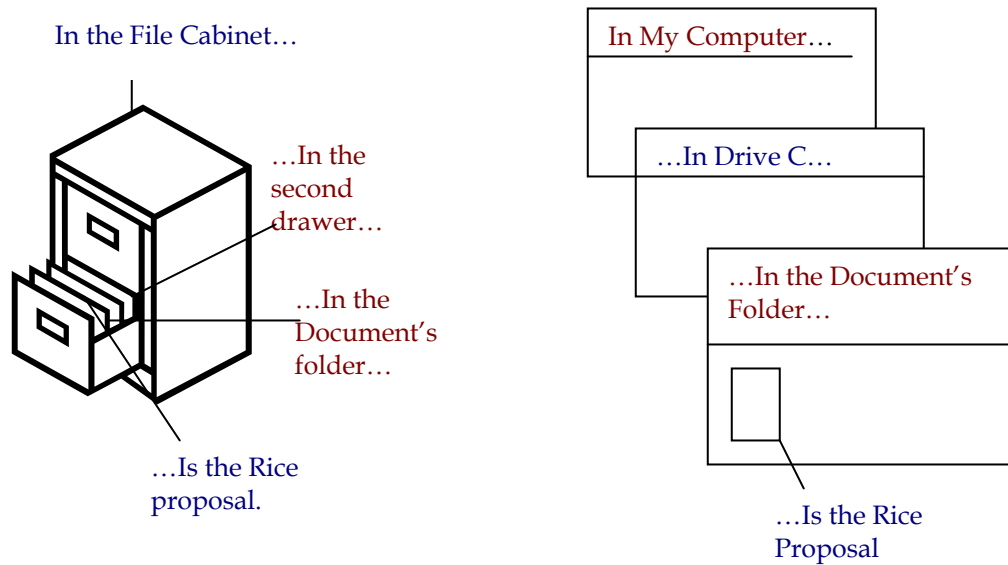 In the File Cabinet…
…In the
second
drawer…
…In the
Document's
folder…
…Is the Rice
proposal.
In My Computer…
…In Drive C…
…In the Document's
Folder…
…Is the Rice
Proposal